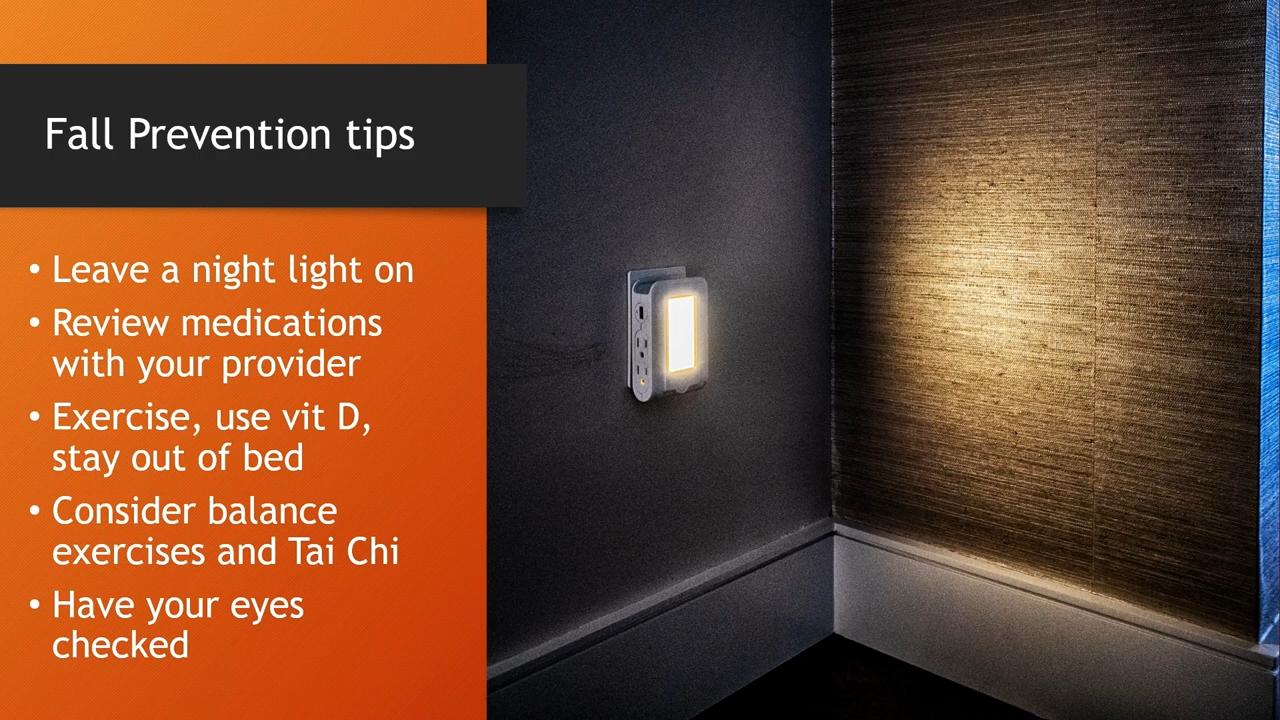 Fall Prevention tips
• Leave a night light on
• Review medications
with your provider
• Exercise, use vit D,
stay out of bed
• Consider balance
exercises and Tai Chi
• Have your eyes
checked